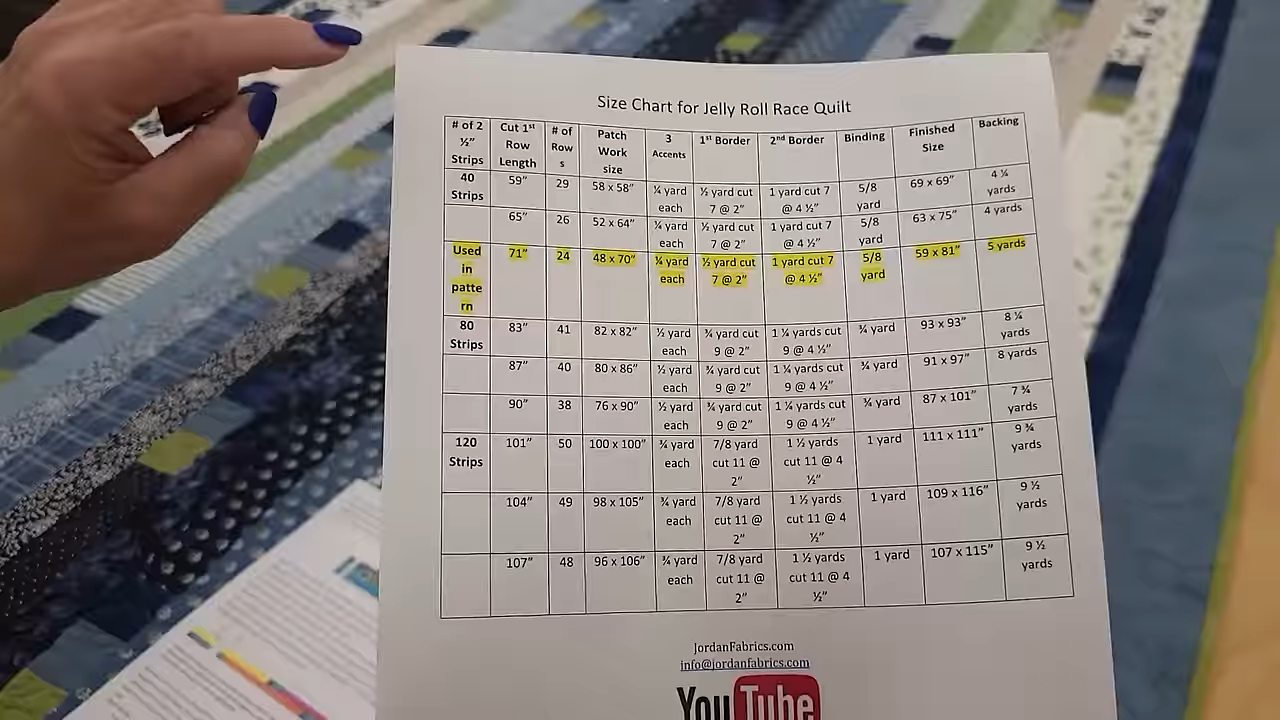 Size Chart for Jelly Roll Race Quilt
# of 2 ½" Strips | Cut 1st Row Length | # of Row s | Patch Work size | 3 Accents | 1st Border | 2nd Border | Binding | Finished Size | Backing
40 Strips | 59" | 29 | 58 x 58" | ¼ yard each | ½ yard cut 7 @ 2" | 1 yard cut 7 @ 4 ½" | 5/8 yard | 69 x 69" | 4 ¼ yards
65" | 26 | 52 x 64" | ¼ yard each | ½ yard cut 7 @ 2" | 1 yard cut 7 @ 4 ½" | 5/8 yard | 63 x 75" | 4 yards
Used in patte rn | 71" | 24 | 48 x 70" | ¼ yard each | ½ yard cut 7 @ 2" | 1 yard cut 7 @ 4 ½" | 5/8 yard | 59 x 81" | 5 yards
80 Strips | 83" | 41 | 82 x 82" | ½ yard each | ¾ yard cut 9 @ 2" | 1 ¼ yards cut 9 @ 4 ½" | ¾ yard | 93 x 93" | 8 ¼ yards
87" | 40 | 80 x 86" | ½ yard each | ¾ yard cut 9 @ 2" | 1 ¼ yards cut 9 @ 4 ½" | ¾ yard | 91 x 97" | 8 yards
90" | 38 | 76 x 90" | ½ yard each | ¾ yard cut 9 @ 2" | 1 ¼ yards cut 9 @ 4 ½" | ¾ yard | 87 x 101" | 7 ¾ yards
120 Strips | 101" | 50 | 100 x 100" | ¾ yard each | 7/8 yard cut 11 @ 2" | 1 ½ yards cut 11 @ 4 ½" | 1 yard | 111 x 111" | 9 ¾ yards
104" | 49 | 98 x 105" | ¾ yard each | 7/8 yard cut 11 @ 2" | 1 ½ yards cut 11 @ 4 ½" | 1 yard | 109 x 116" | 9 ½ yards
107" | 48 | 96 x 106" | ¾ yard each | 7/8 yard cut 11 @ 2" | 1 ½ yards cut 11 @ 4 ½" | 1 yard | 107 x 115" | 9 ½ yards
JordanFabrics.com
info@jordanfabrics.com
YouTube